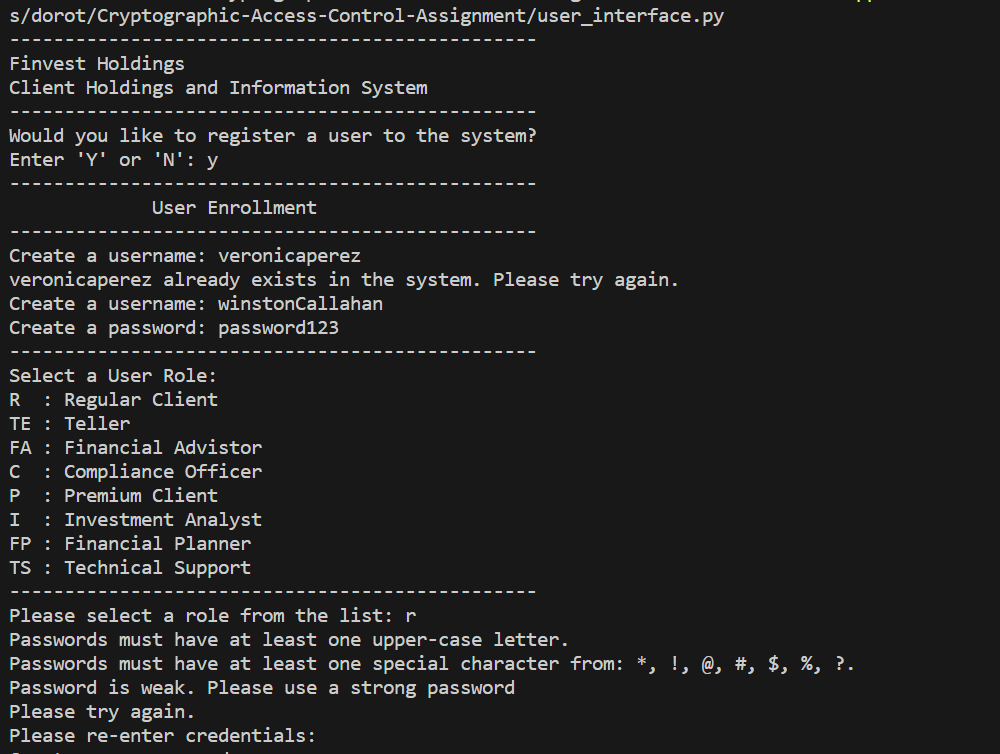 s/dorot/Cryptographic-Access-Control-Assignment/user_interface.py
------------------------------------------------
Finvest Holdings
Client Holdings and Information System
------------------------------------------------
Would you like to register a user to the system?
Enter 'Y' or 'N': y
------------------------------------------------
             User Enrollment
------------------------------------------------
Create a username: veronicaperez
veronicaperez already exists in the system. Please try again.
Create a username: winstonCallahan
Create a password: password123
------------------------------------------------
Select a User Role:
R  : Regular Client
TE : Teller
FA : Financial Advistor
C  : Compliance Officer
P  : Premium Client
I  : Investment Analyst
FP : Financial Planner
TS : Technical Support
------------------------------------------------
Please select a role from the list: r
Passwords must have at least one upper-case letter.
Passwords must have at least one special character from: *, !, @, #, $, %, ?.
Password is weak. Please use a strong password
Please try again.
Please re-enter credentials: